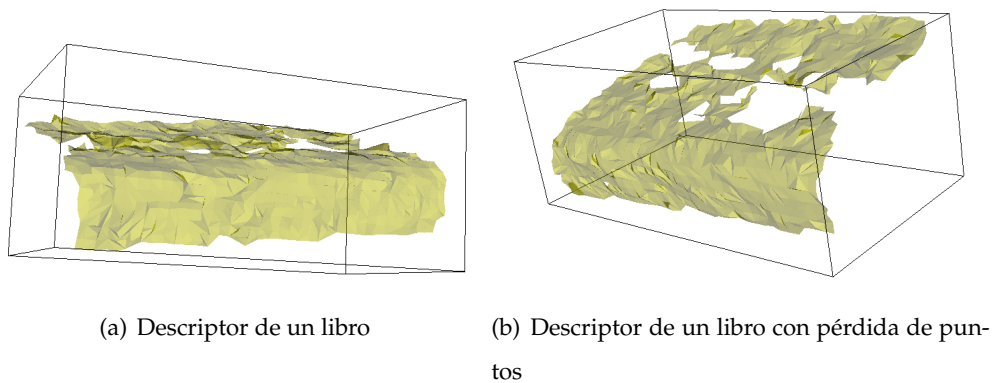 (a) Descriptor de un libro
(b) Descriptor de un libro con pérdida de pun-
tos